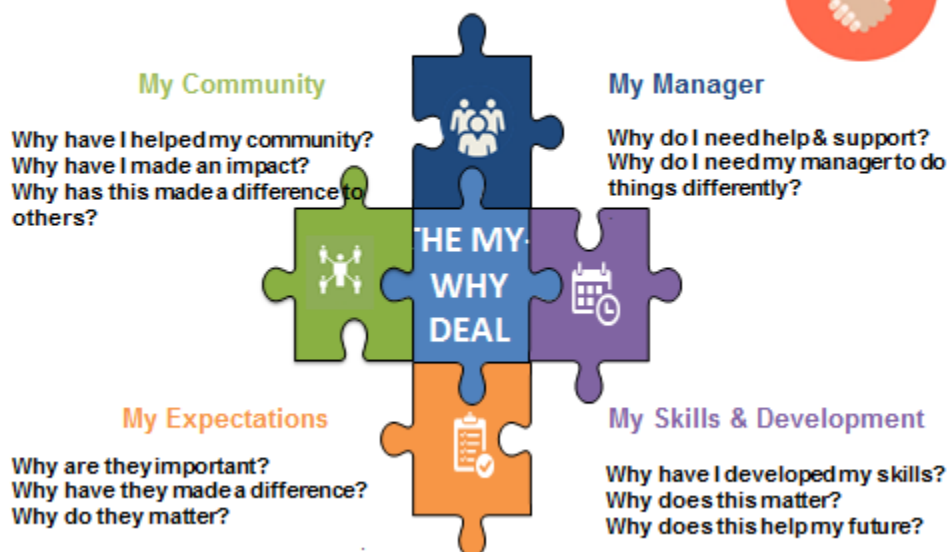 My Community
Why have I helped my community?
Why have I made an impact?
Why has this made a difference to
others?
My Manager
Why do I need help & support?
Why do I need my manager to do
things differently?
THE MY-
WHY
DEAL
My Expectations
Why are they important?
Why have they made a difference?
Why do they matter?
My Skills & Development
Why have I developed my skills?
Why does this matter?
Why does this help my future?